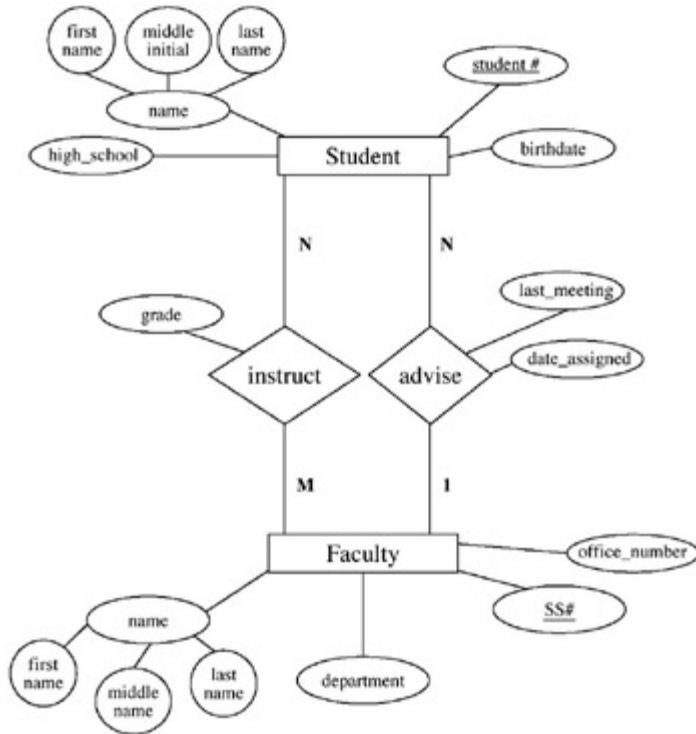 first
name
middle
initial
last
name
student #
name
high_school
Student
birthdate
N
N
last_meeting
grade
date_assigned
instruct
advise
M
1
office_number
Faculty
SS#
name
first
name
middle
name
last
name
department